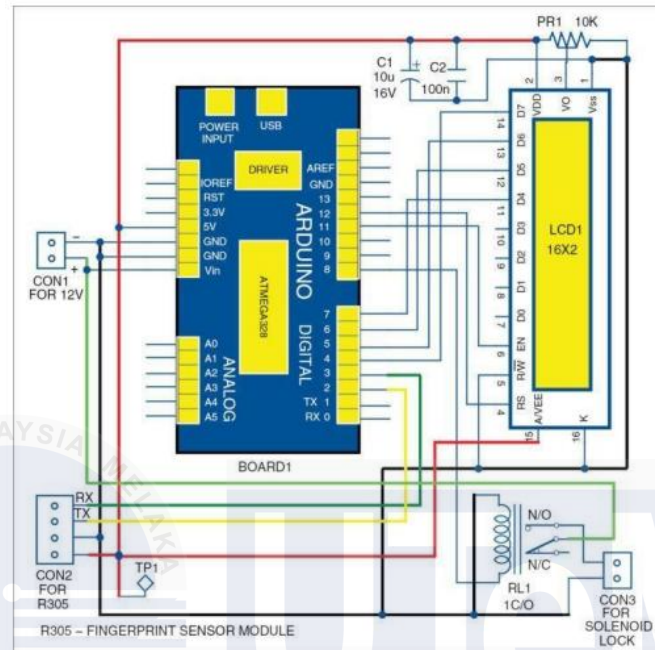 PR1 10K
C1
10u
16V
C2
100n
+
2
3
1
VDD
VO
Vss
POWER
INPUT
USB
DRIVER
IOREF
RST
3.3V
5V
GND
GND
Vin
AREF
GND
13
12
11
10
9
8
ARDUINO
ATMEGA328
DIGITAL
7
6
5
4
3
2
TX 1
RX 0
A0
A1
A2
A3
A4
A5
ANALOG
BOARD1
14
13
12
11
10
9
8
7
6
5
4
D7
D6
D5
D4
D3
D2
D1
D0
EN
R/W
RS
LCD1
16X2
A/VEE
K
15
16
−
+
CON1
FOR 12V
RX
TX
CON2
FOR
R305
TP1
N/O
N/C
RL1
1C/O
CON3
FOR
SOLENOID
LOCK
R305 – FINGERPRINT SENSOR MODULE
AYSIA MELAKA